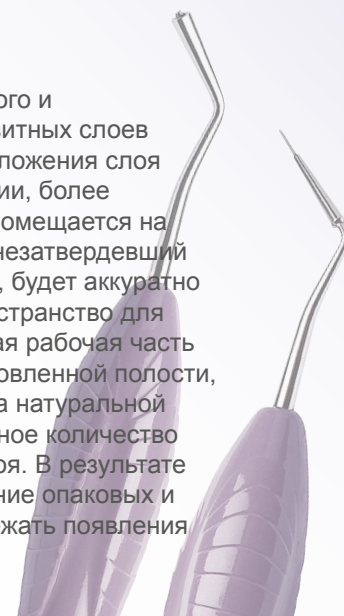 ого и
зитных слоев
ложения слоя
ии, более
омещается на
незатвердевший
, будет аккуратно
странство для
ая рабочая часть
овленной полости,
а натуральной
ное количество
оя. В результате
ние опаковых и
жать появления